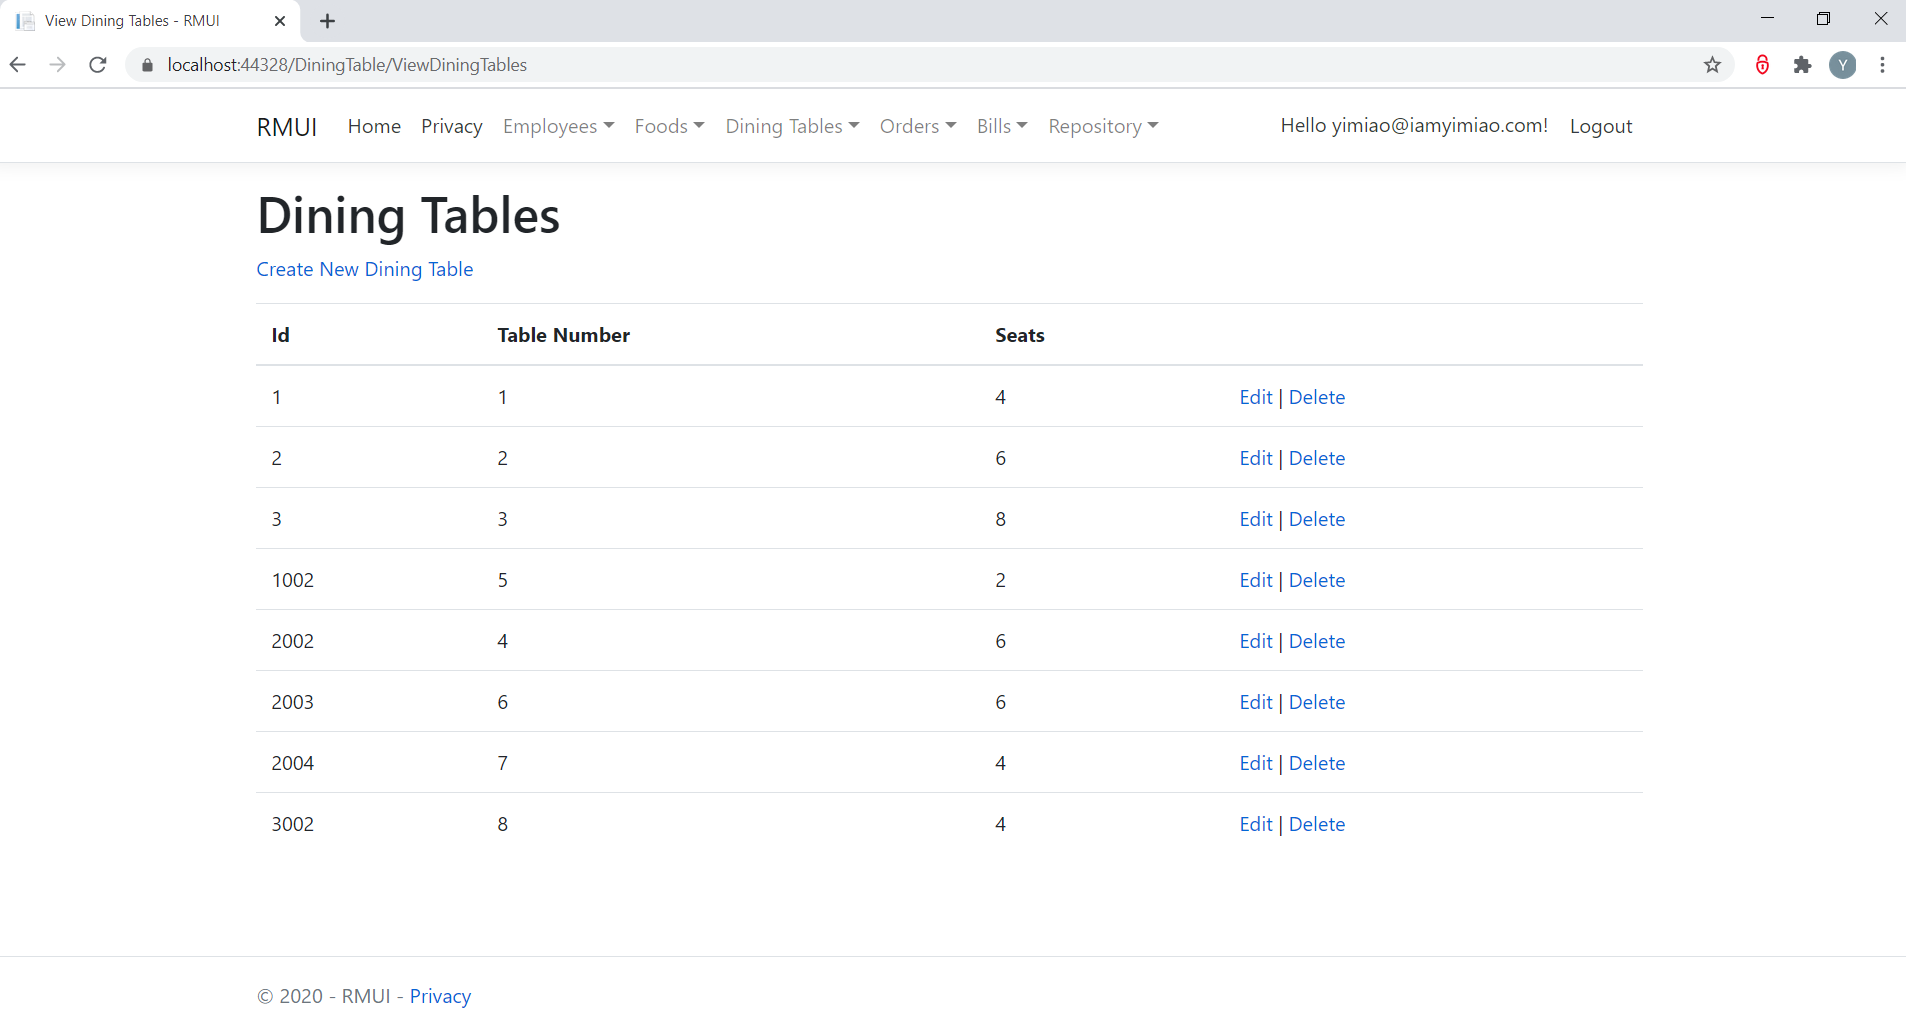 View Dining Tables - RMUI
localhost:44328/DiningTable/ViewDiningTables
Y
RMUI Home Privacy Employees Foods Dining Tables Orders Bills Repository Hello yimiao@iamyimiao.com! Logout
Dining Tables
Create New Dining Table
Id Table Number Seats
1 1 4 Edit | Delete
2 2 6 Edit | Delete
3 3 8 Edit | Delete
1002 5 2 Edit | Delete
2002 4 6 Edit | Delete
2003 6 6 Edit | Delete
2004 7 4 Edit | Delete
3002 8 4 Edit | Delete
© 2020 - RMUI - Privacy